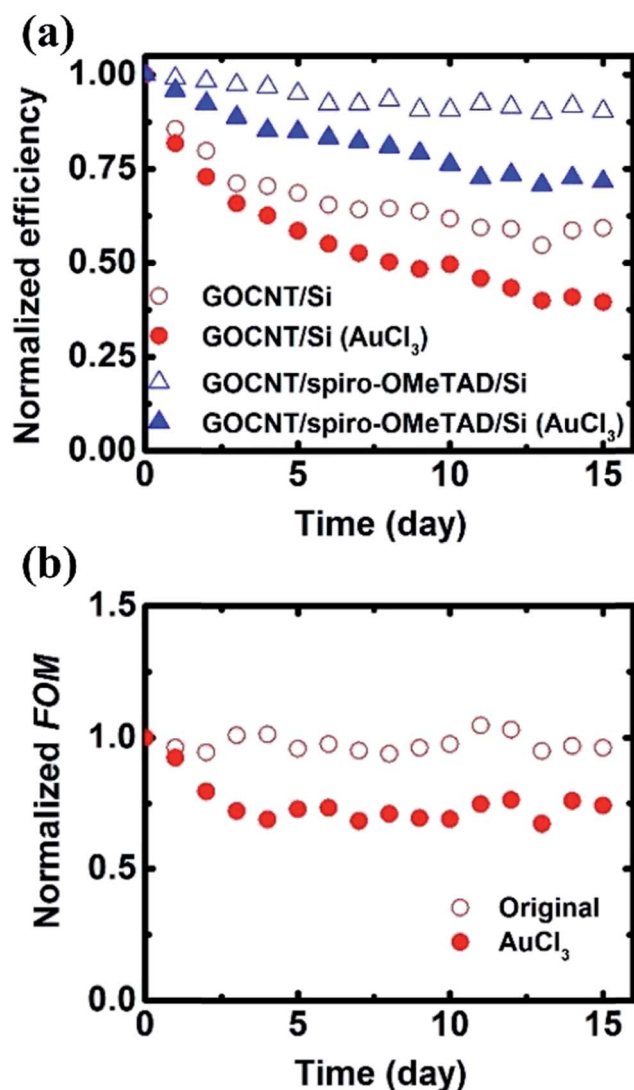 (a)
Normalized efficiency
1.00
0.75
0.50
0.25
0.00
GOCNT/Si
GOCNT/Si (AuCl₃)
GOCNT/spiro-OMeTAD/Si
GOCNT/spiro-OMeTAD/Si (AuCl₃)
0 5 10 15
Time (day)
(b)
Normalized FOM
1.5
1.0
0.5
0.0
Original
AuCl₃
0 5 10 15
Time (day)